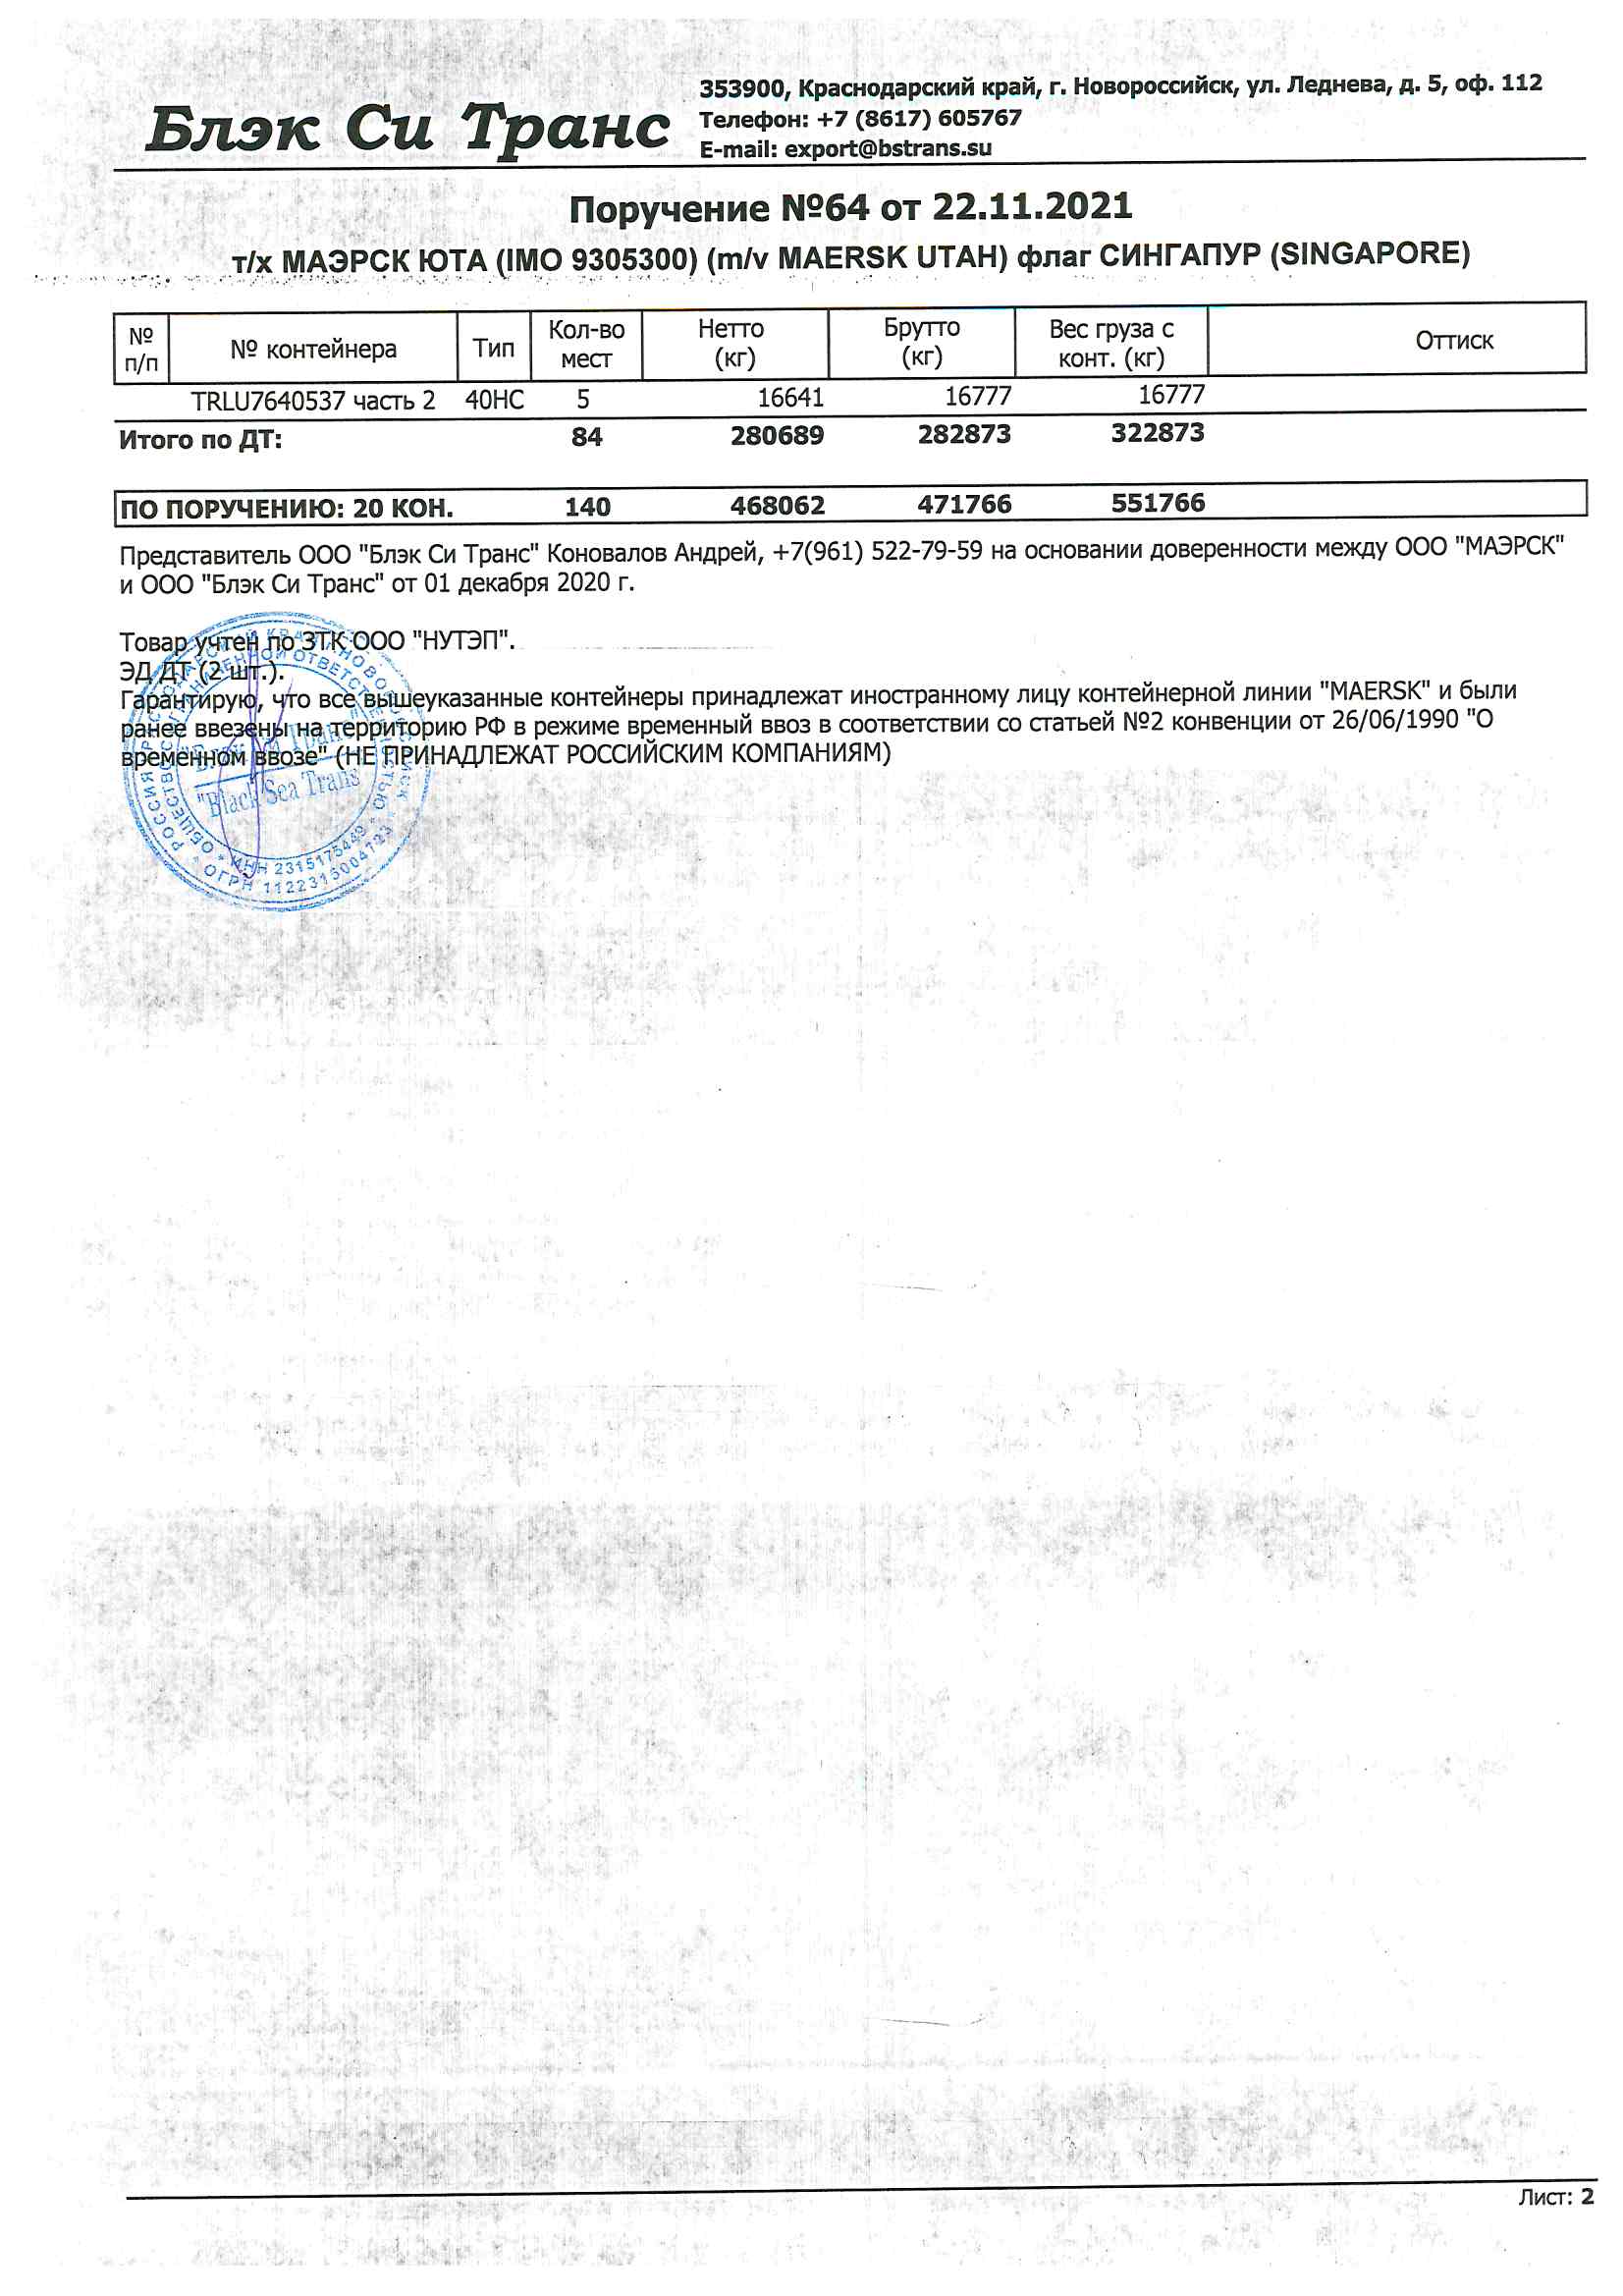 Блэк Си Транс
353900, Краснодарский край, г. Новороссийск, ул. Леднева, д. 5, оф. 112
Телефон: +7 (8617) 605767
E-mail: export@bstrans.su
Поручение №64 от 22.11.2021
т/х МАЭРСК ЮТА (IMO 9305300) (m/v MAERSK UTAH) флаг СИНГАПУР (SINGAPORE)
№ п/п № контейнера Тип Кол-во мест Нетто (кг) Брутто (кг) Вес груза с конт. (кг) Оттиск
TRLU7640537 часть 2 40HC 5 16641 16777 16777
Итого по ДТ: 84 280689 282873 322873
ПО ПОРУЧЕНИЮ: 20 КОН. 140 468062 471766 551766
Представитель ООО "Блэк Си Транс" Коновалов Андрей, +7(961) 522-79-59 на основании доверенности между ООО "МАЭРСК"
и ООО "Блэк Си Транс" от 01 декабря 2020 г.
Товар учтен по ЗТК ООО "НУТЭП".
ЭД ДТ (2 шт.).
Гарантирую, что все вышеуказанные контейнеры принадлежат иностранному лицу контейнерной линии "MAERSK" и были
ранее ввезены на территорию РФ в режиме временный ввоз в соответствии со статьей №2 конвенции от 26/06/1990 "О
временном ввозе" (НЕ ПРИНАДЛЕЖАТ РОССИЙСКИМ КОМПАНИЯМ)
"Black Sea Trans"
ИНН 2315175449
ОГРН 1122315004723
Лист: 2